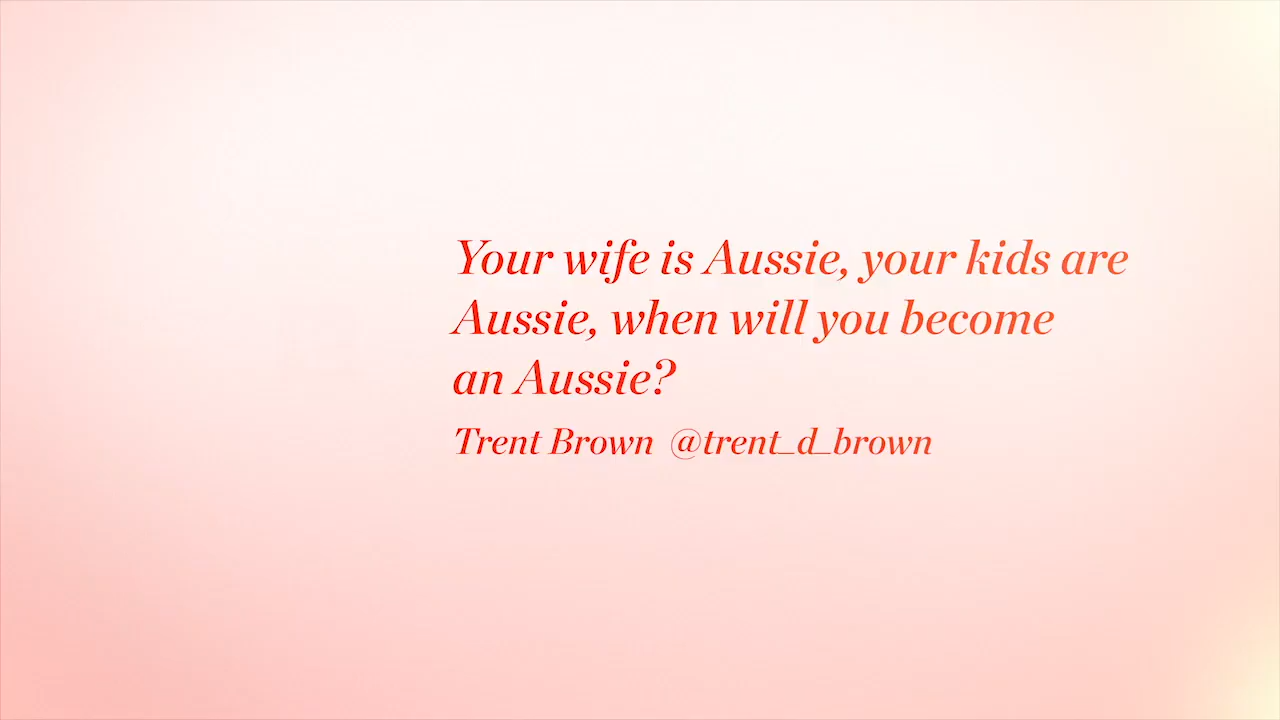 Your wife is Aussie, your kids are
Aussie, when will you become
an Aussie?
Trent Brown @trent_d_brown